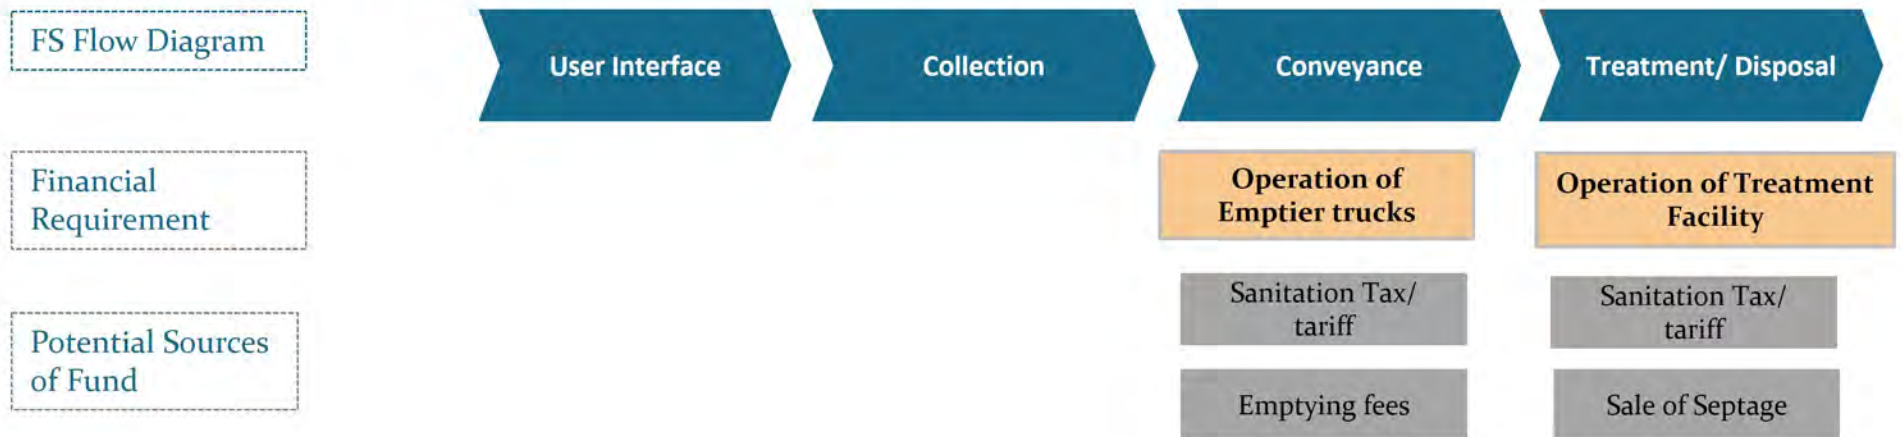 FS Flow Diagram
User Interface
Collection
Conveyance
Treatment/ Disposal
Financial
Requirement
Operation of
Emptier trucks
Operation of Treatment
Facility
Potential Sources
of Fund
Sanitation Tax/
tariff
Sanitation Tax/
tariff
Emptying fees
Sale of Septage